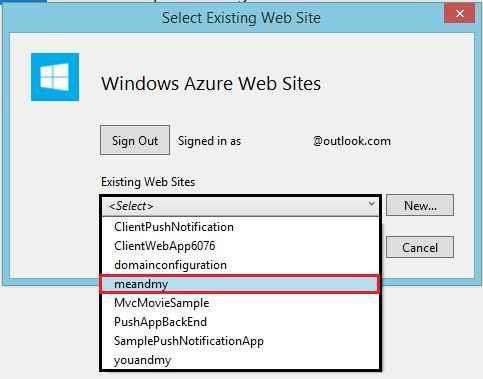 Select Existing Web Site
Windows Azure Web Sites
Sign Out Signed in as @outlook.com
Existing Web Sites
<Select> New...
ClientPushNotification
ClientWebApp6076
domainconfiguration
Cancel
meandmy
MvcMovieSample
PushAppBackEnd
SamplePushNotificationApp
youandmy